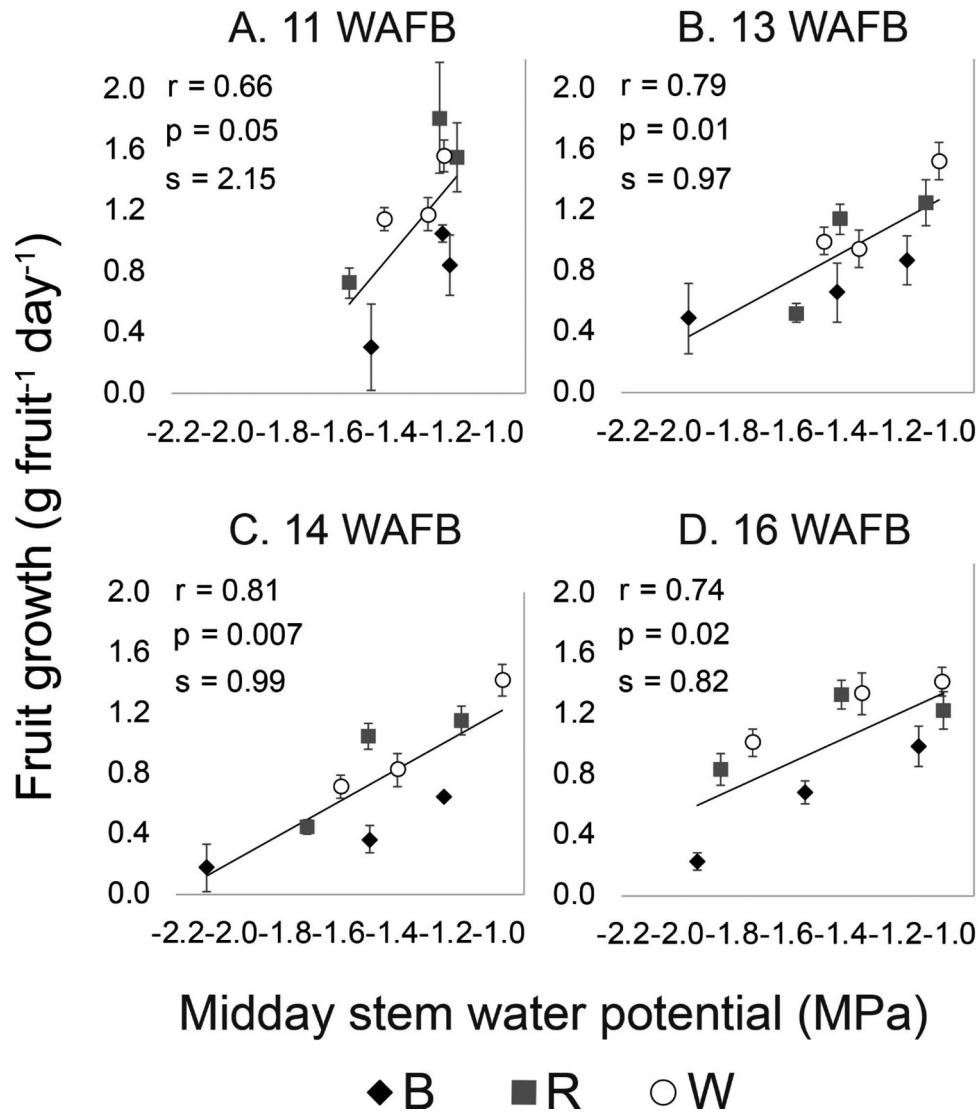 A. 11 WAFB
r = 0.66
p = 0.05
s = 2.15
2.0
1.6
1.2
0.8
0.4
0.0
-2.2-2.0-1.8-1.6-1.4-1.2-1.0
B. 13 WAFB
r = 0.79
p = 0.01
s = 0.97
2.0
1.6
1.2
0.8
0.4
0.0
-2.2-2.0-1.8-1.6-1.4-1.2-1.0
C. 14 WAFB
r = 0.81
p = 0.007
s = 0.99
2.0
1.6
1.2
0.8
0.4
0.0
-2.2-2.0-1.8-1.6-1.4-1.2-1.0
D. 16 WAFB
r = 0.74
p = 0.02
s = 0.82
2.0
1.6
1.2
0.8
0.4
0.0
-2.2-2.0-1.8-1.6-1.4-1.2-1.0
Fruit growth (g fruit⁻¹ day⁻¹)
Midday stem water potential (MPa)
B R W